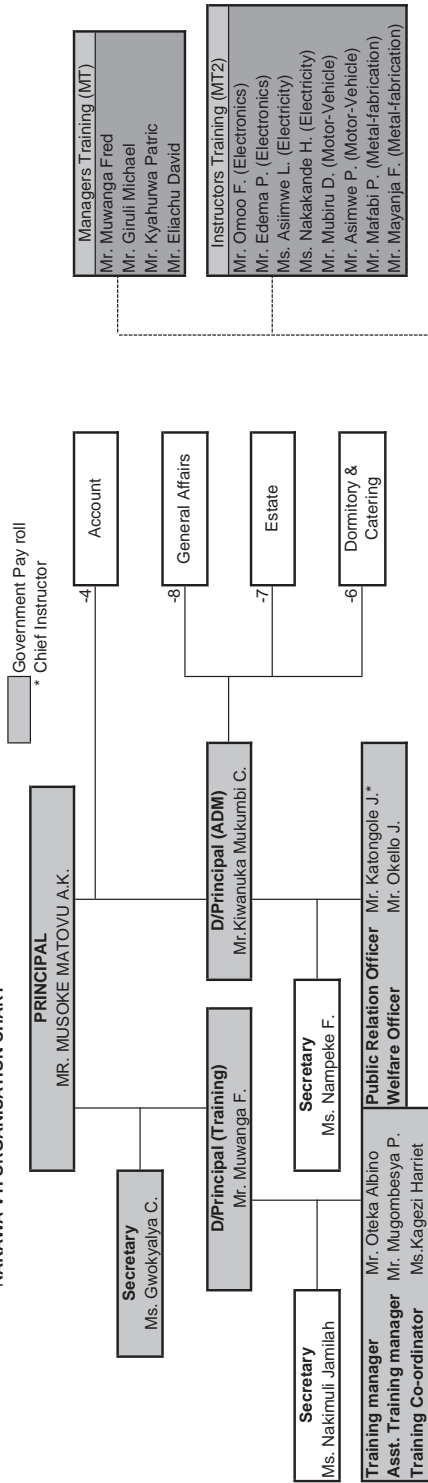 NAKAWA VTI ORGANISATION CHART
Government Pay roll
* Chief Instructor
PRINCIPAL
MR. MUSOKE MATOVU A.K.
Secretary
Ms. Gwokyalya C.
D/Principal (Training)
Mr. Muwanga F.
D/Principal (ADM)
Mr.Kiwanuka Mukumbi C.
Secretary
Ms. Nakimuli Jamilah
Secretary
Ms. Nampeke F.
Training manager Mr. Oteka Albino
Asst. Training manager Mr. Mugombesya P.
Training Co-ordinator Ms.Kagezi Harriet
Public Relation Officer Mr. Katongole J.*
Welfare Officer Mr. Okello J.
-4
Account
-8
General Affairs
-7
Estate
-6
Dormitory &
Catering
Managers Training (MT)
Mr. Muwanga Fred
Mr. Giruli Michael
Mr. Kyahurwa Patric
Mr. Eliachu David
Instructors Training (MT2)
Mr. Omoo F. (Electronics)
Mr. Edema P. (Electronics)
Ms. Asiimwe L. (Electricity)
Ms. Nakakande H. (Electricity)
Mr. Mubiru D. (Motor-Vehicle)
Mr. Asimwe P. (Motor-Vehicle)
Mr. Mafabi P. (Metal-fabrication)
Mr. Mayanja F. (Metal-fabrication)